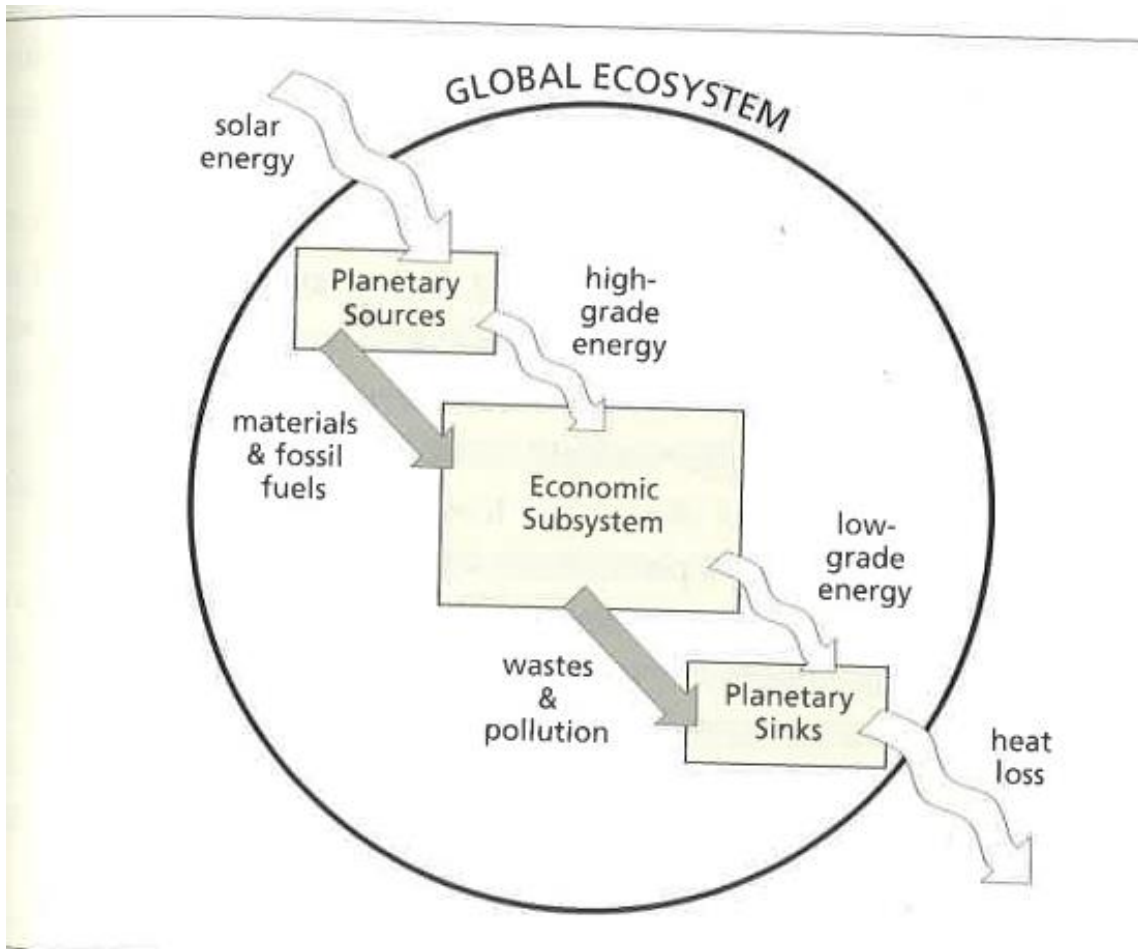 GLOBAL ECOSYSTEM
solar
energy
Planetary
Sources
high-
grade
energy
materials
& fossil
fuels
Economic
Subsystem
low-
grade
energy
wastes
&
pollution
Planetary
Sinks
heat
loss